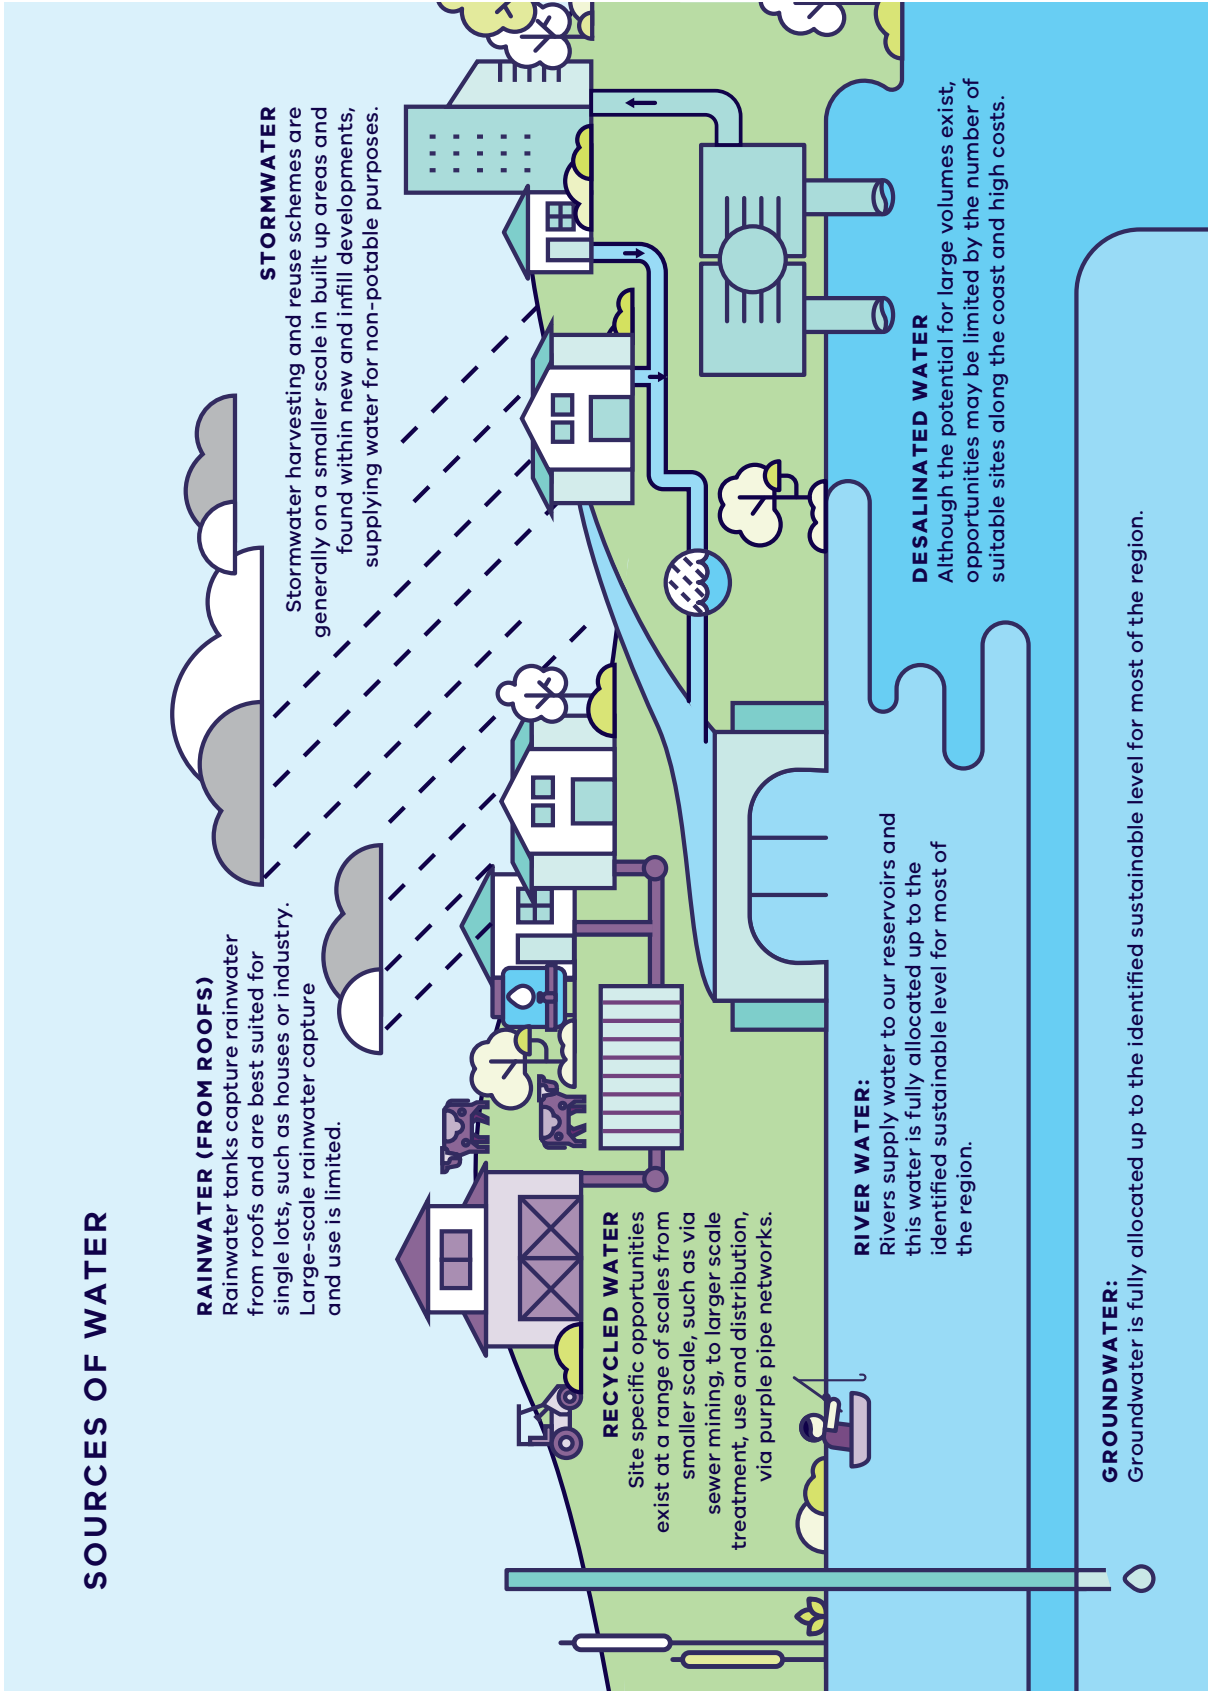 SOURCES OF WATER
RAINWATER (FROM ROOFS)
Rainwater tanks capture rainwater
from roofs and are best suited for
single lots, such as houses or industry.
Large-scale rainwater capture
and use is limited.
STORMWATER
Stormwater harvesting and reuse schemes are
generally on a smaller scale in built up areas and
found within new and infill developments,
supplying water for non-potable purposes.
RECYCLED WATER
Site specific opportunities
exist at a range of scales from
smaller scale, such as via
sewer mining, to larger scale
treatment, use and distribution,
via purple pipe networks.
RIVER WATER:
Rivers supply water to our reservoirs and
this water is fully allocated up to the
identified sustainable level for most of
the region.
DESALINATED WATER
Although the potential for large volumes exist,
opportunities may be limited by the number of
suitable sites along the coast and high costs.
GROUNDWATER:
Groundwater is fully allocated up to the identified sustainable level for most of the region.